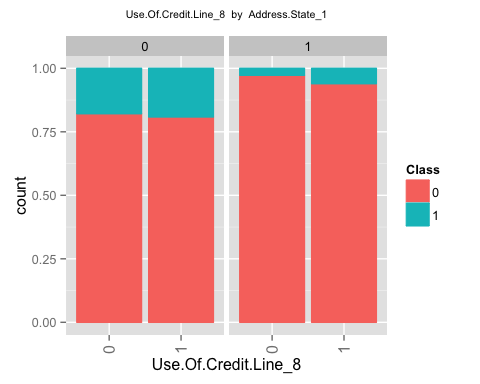 Use.Of.Credit.Line_8 by Address.State_1
0 1
1.00
0.75
0.50
0.25
0.00
count
0 1 0 1
Use.Of.Credit.Line_8
Class
0
1